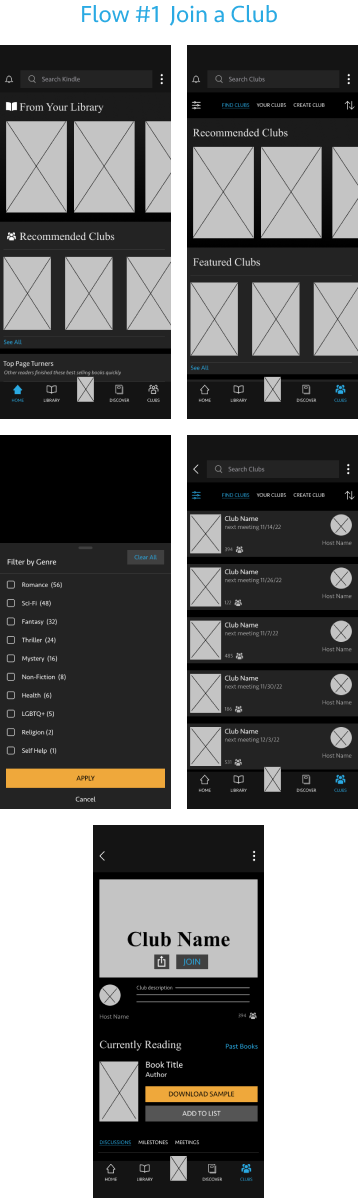 Flow #1 Join a Club
Search Kindle
From Your Library
Recommended Clubs
See All
Top Page Turners
Other readers finished these best selling books quickly
HOME LIBRARY DISCOVER CLUBS
Search Clubs
FIND CLUBS YOUR CLUBS CREATE CLUB
Recommended Clubs
Featured Clubs
See All
HOME LIBRARY DISCOVER CLUBS
Filter by Genre
Clear All
Romance (56)
Sci-Fi (48)
Fantasy (32)
Thriller (24)
Mystery (16)
Non-Fiction (8)
Health (6)
LGBTQ+ (5)
Religion (2)
Self Help (1)
APPLY
Cancel
Search Clubs
FIND CLUBS YOUR CLUBS CREATE CLUB
Club Name
next meeting 11/14/22
394
Host Name
Club Name
next meeting 11/26/22
122
Host Name
Club Name
next meeting 11/7/22
485
Host Name
Club Name
next meeting 11/30/22
186
Host Name
Club Name
next meeting 12/3/22
531
Host Name
HOME LIBRARY DISCOVER CLUBS
Club Name
JOIN
Club description
Host Name
394
Currently Reading
Past Books
Book Title
Author
DOWNLOAD SAMPLE
ADD TO LIST
DISCUSSIONS MILESTONES MEETINGS
HOME LIBRARY DISCOVER CLUBS